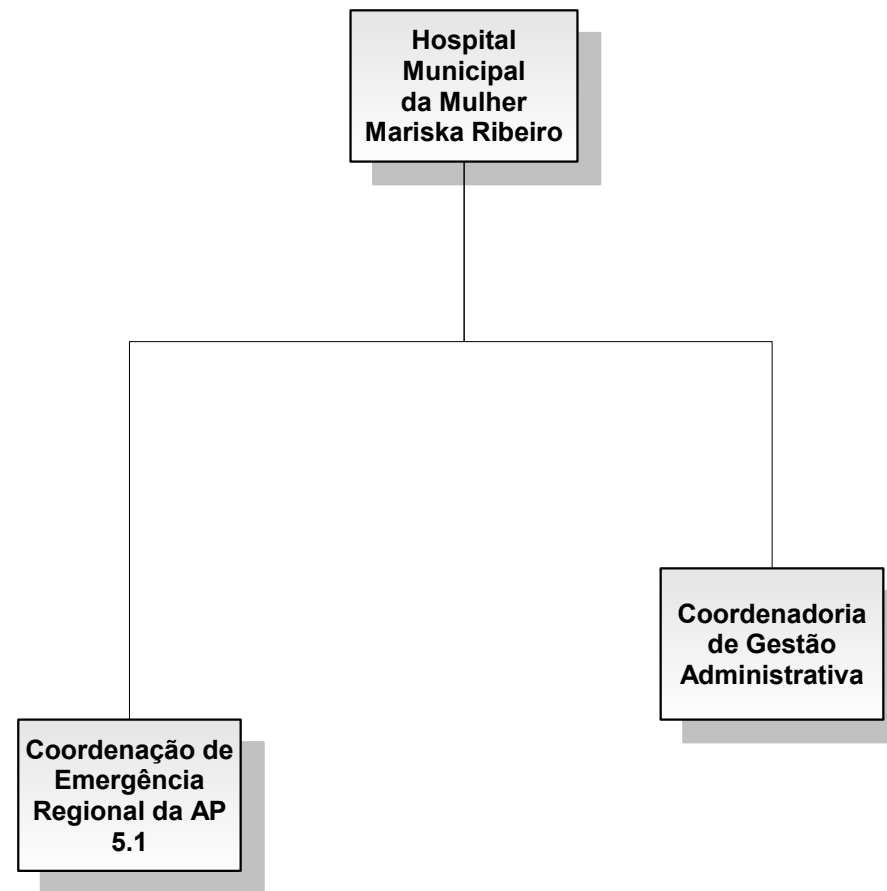 Hospital
Municipal
da Mulher
Mariska Ribeiro
Coordenadoria
de Gestão
Administrativa
Coordenação de
Emergência
Regional da AP
5.1